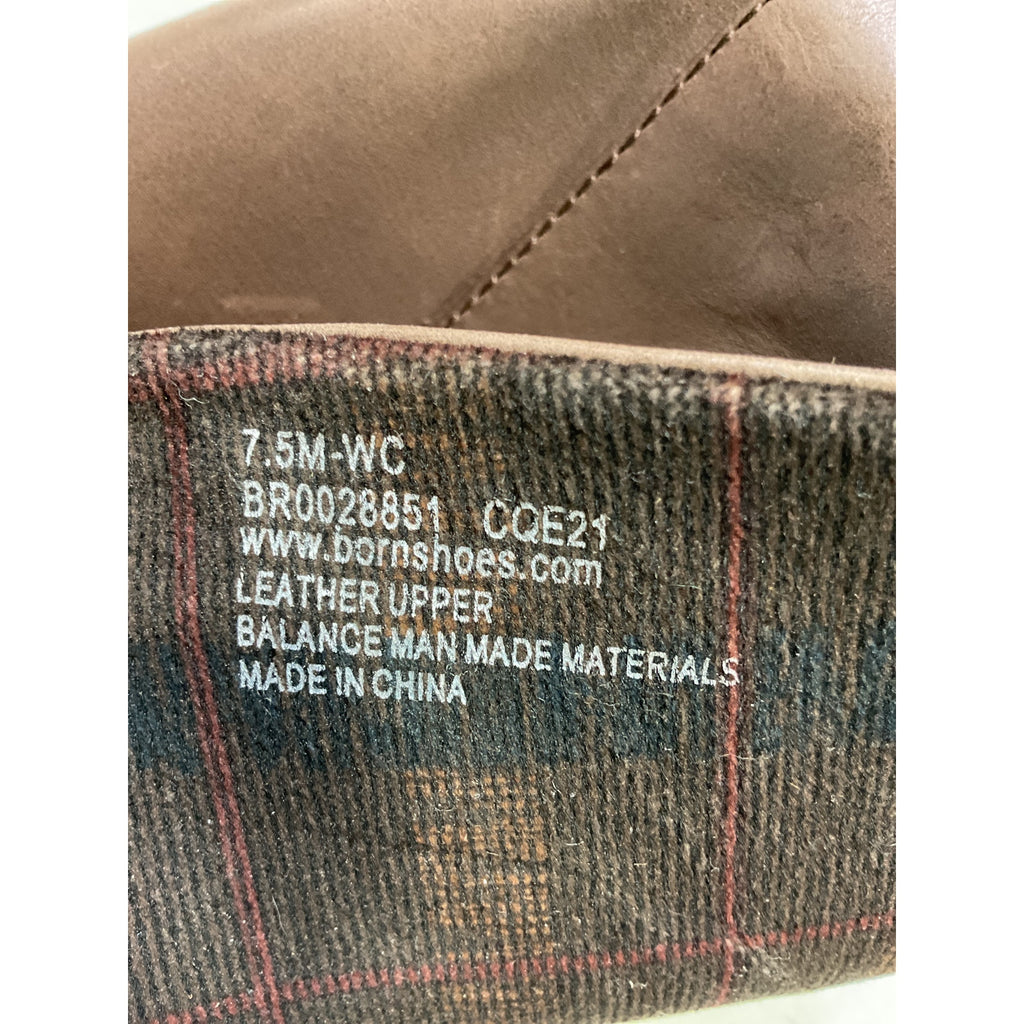 7.5M-WC
BR0028851 CQE21
www.bornshoes.com
LEATHER UPPER
BALANCE MAN MADE MATERIALS
MADE IN CHINA